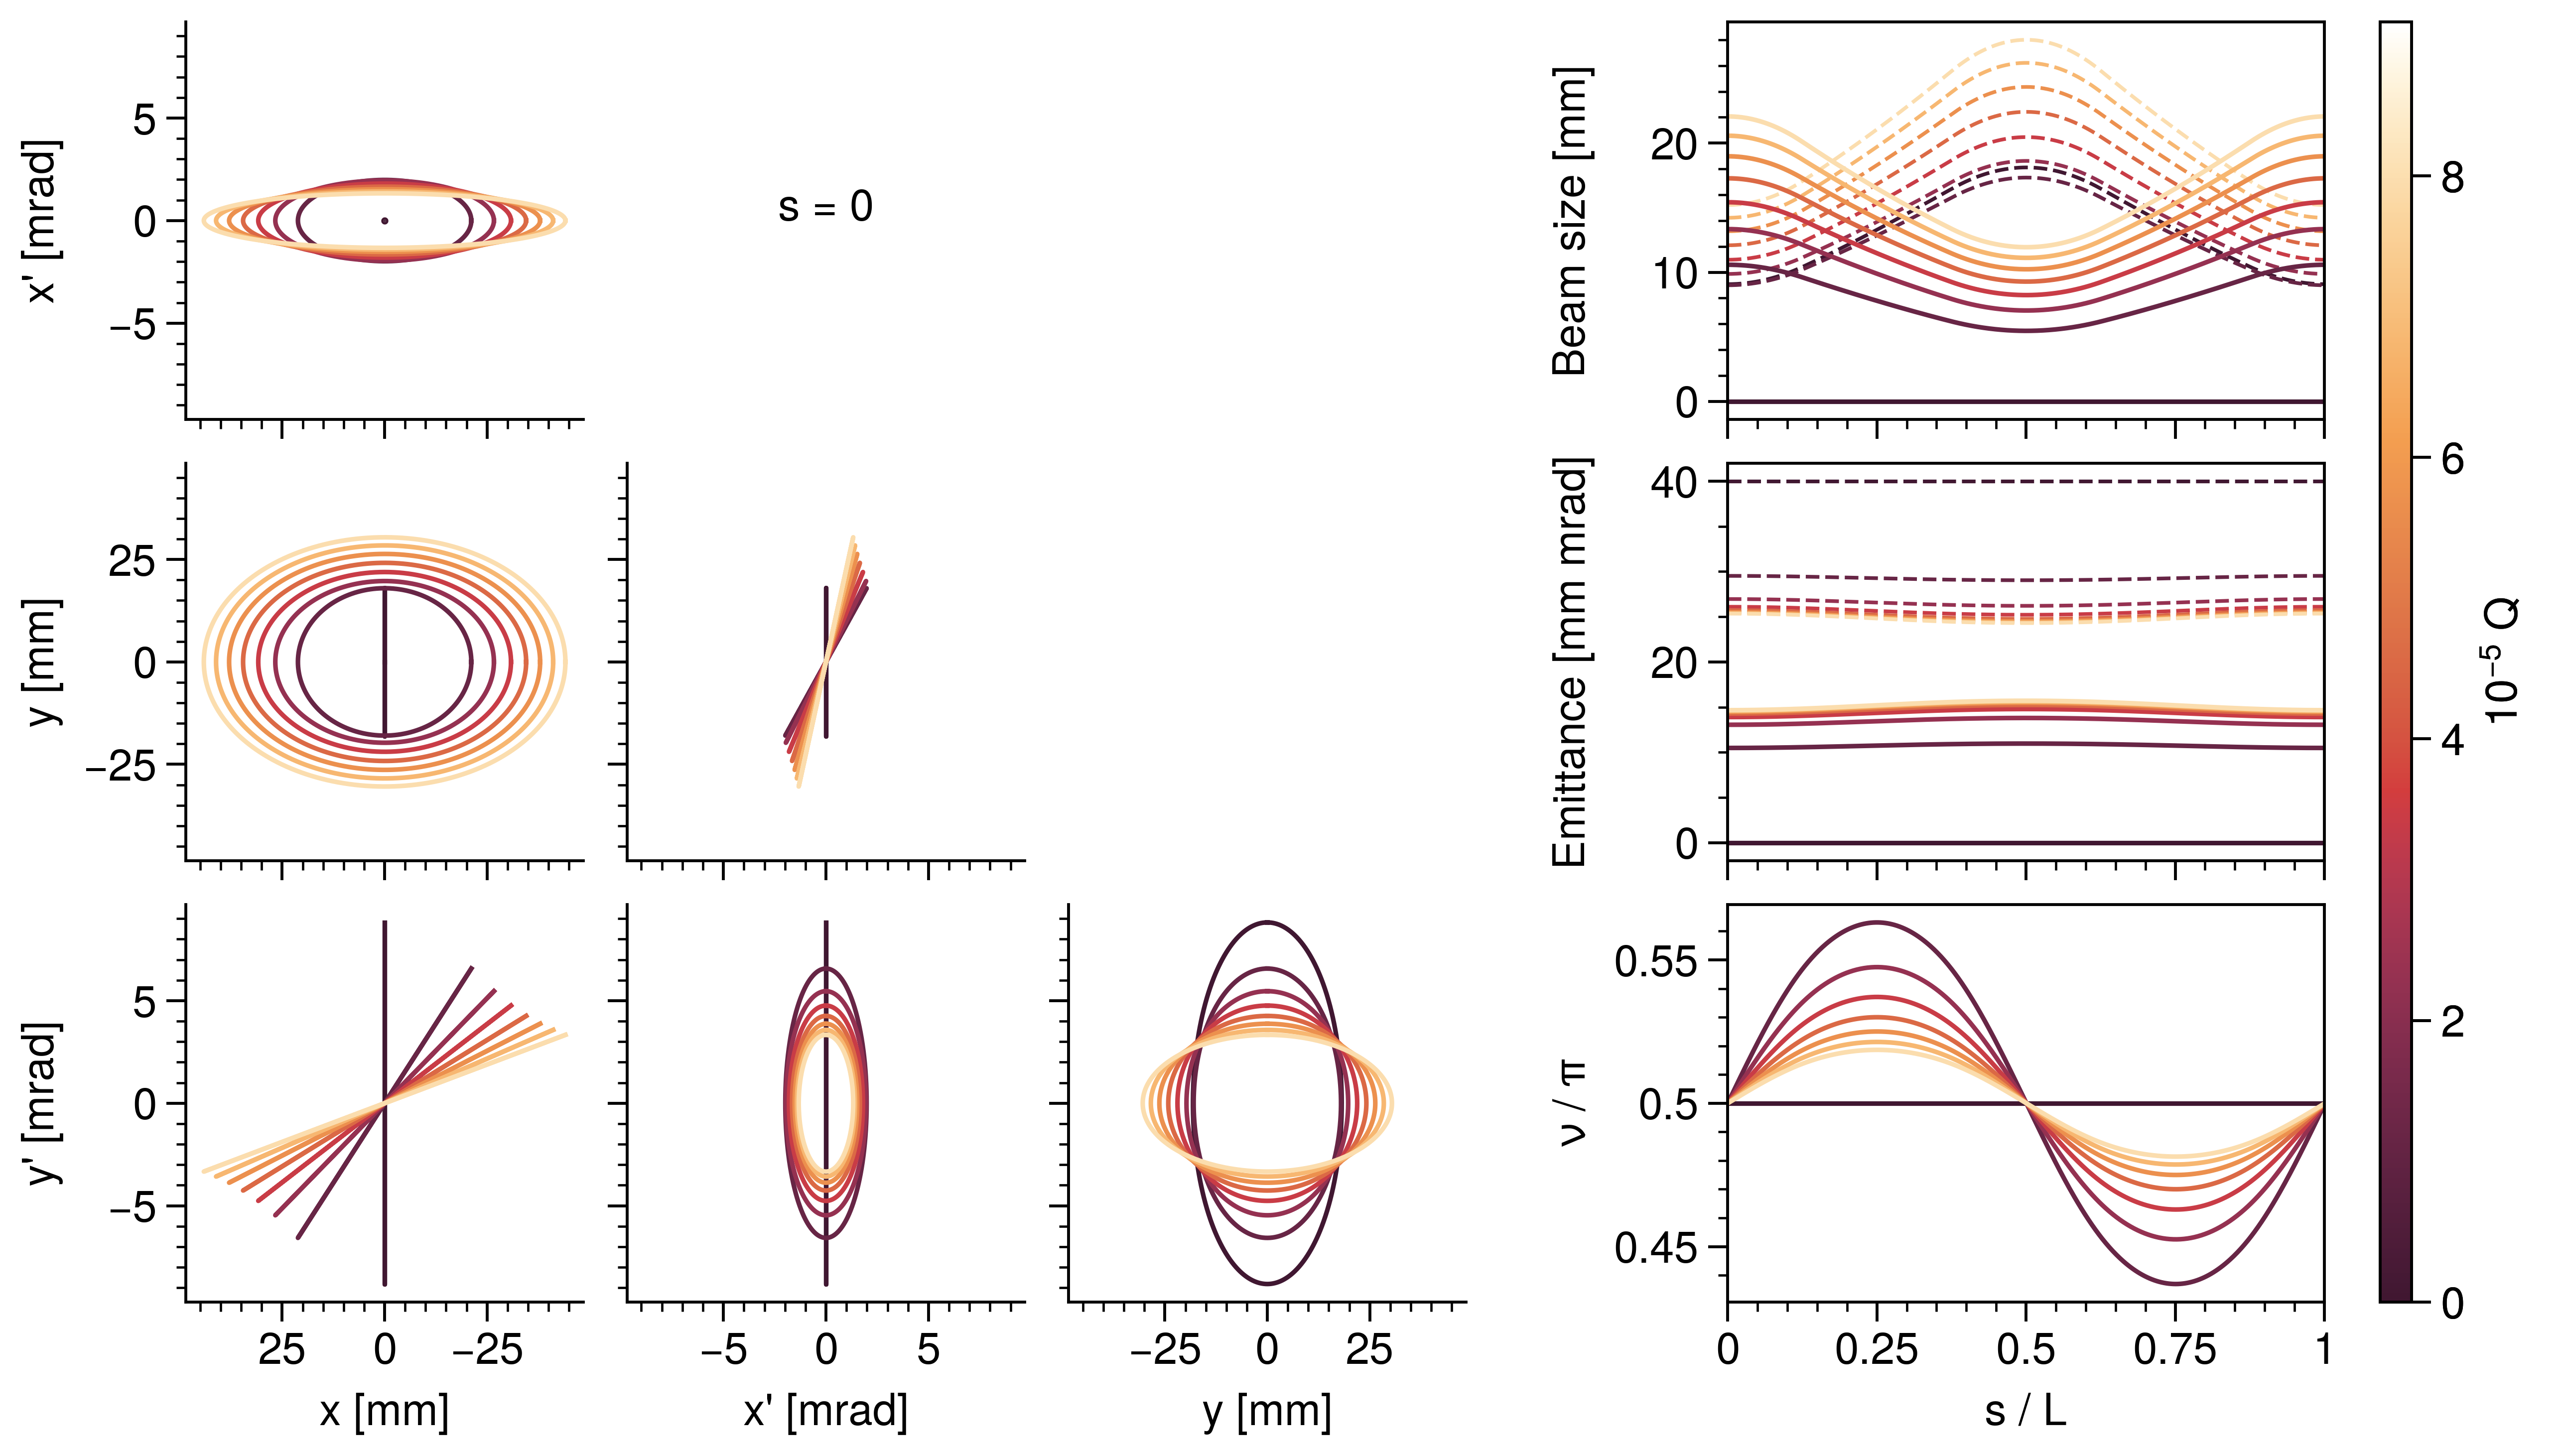 x' [mrad]
5
0
−5
s = 0
Beam size [mm]
20
10
0
y [mm]
25
0
−25
Emittance [mm mrad]
40
20
0
y' [mrad]
5
0
−5
25 0 −25
x [mm]
−5 0 5
x' [mrad]
−25 0 25
y [mm]
ν / π
0.55
0.5
0.45
0 0.25 0.5 0.75 1
s / L
8
6
4
2
0
10⁻⁵ Q